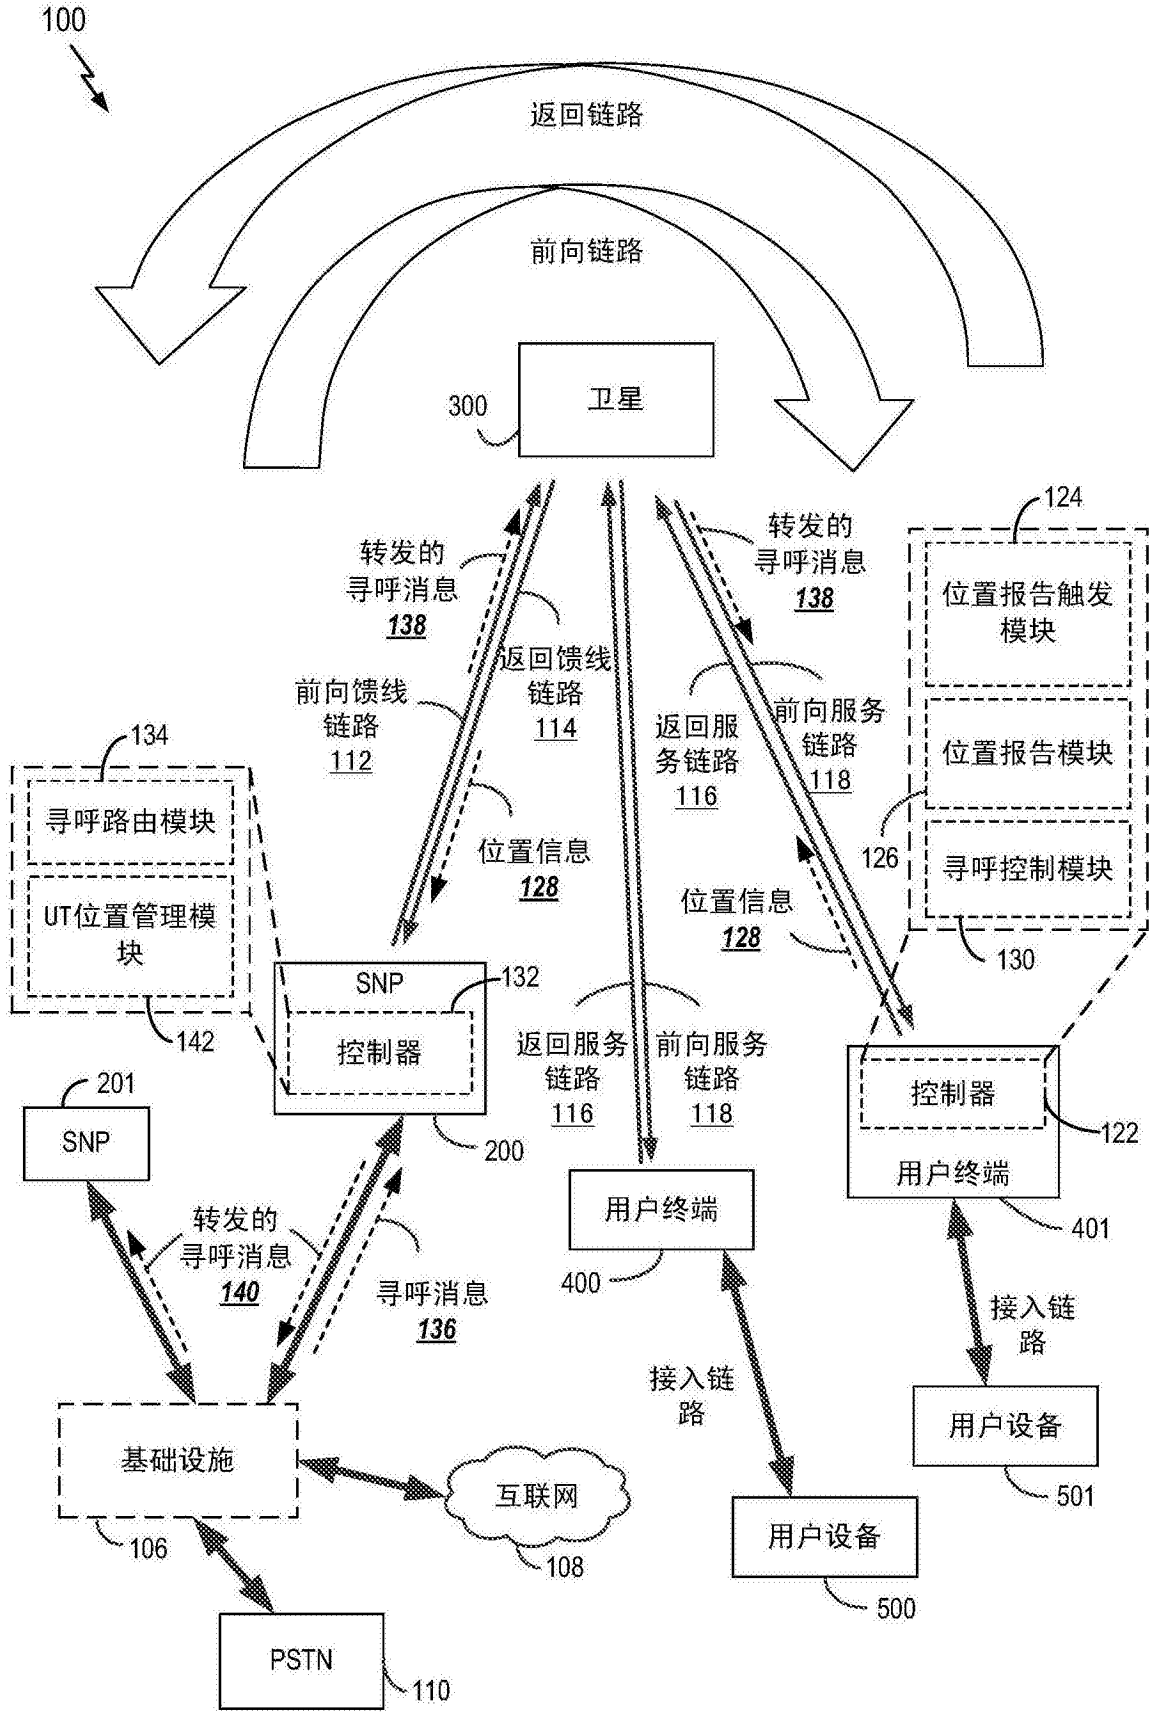 100
返回链路
前向链路
卫星
300
转发的
寻呼消息
138
转发的
寻呼消息
138
124
位置报告触发
模块
位置报告模块
126
寻呼控制模块
130
返回馈线
链路
114
前向馈线
链路
112
返回服
务链路
116
前向服务
链路
118
134
寻呼路由模块
UT位置管理模
块
142
位置信息
128
位置信息
128
SNP
132
控制器
200
返回服务
链路
116
前向服务
链路
118
控制器
122
用户终端
401
201
SNP
转发的
寻呼消息
140
寻呼消息
136
用户终端
400
接入链
路
接入链
路
基础设施
106
互联网
108
用户设备
501
用户设备
500
PSTN
110